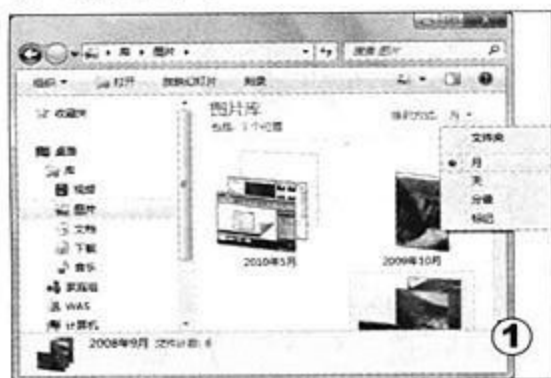 库 ▸ 图片 ▸
搜索 图片
组织 ▾ 打开 放映幻灯片 刻录
收藏夹
桌面
库
视频
图片
文档
下载
音乐
家庭组
WAS
计算机
图片库
包括: 3 个位置
排列方式: 月 ▾
文件夹
月
天
分级
标记
2010年5月
2009年10月
2008年9月 文件计数: 6
①